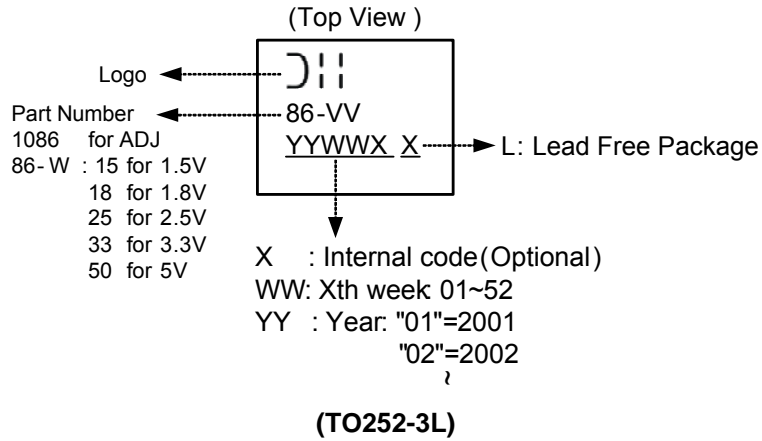 (Top View )
Logo
Part Number
1086 for ADJ
86- W : 15 for 1.5V
18 for 1.8V
25 for 2.5V
33 for 3.3V
50 for 5V
86-VV
YYWWX X
L: Lead Free Package
X : Internal code(Optional)
WW: Xth week: 01~52
YY : Year: "01"=2001
"02"=2002
~
(TO252-3L)